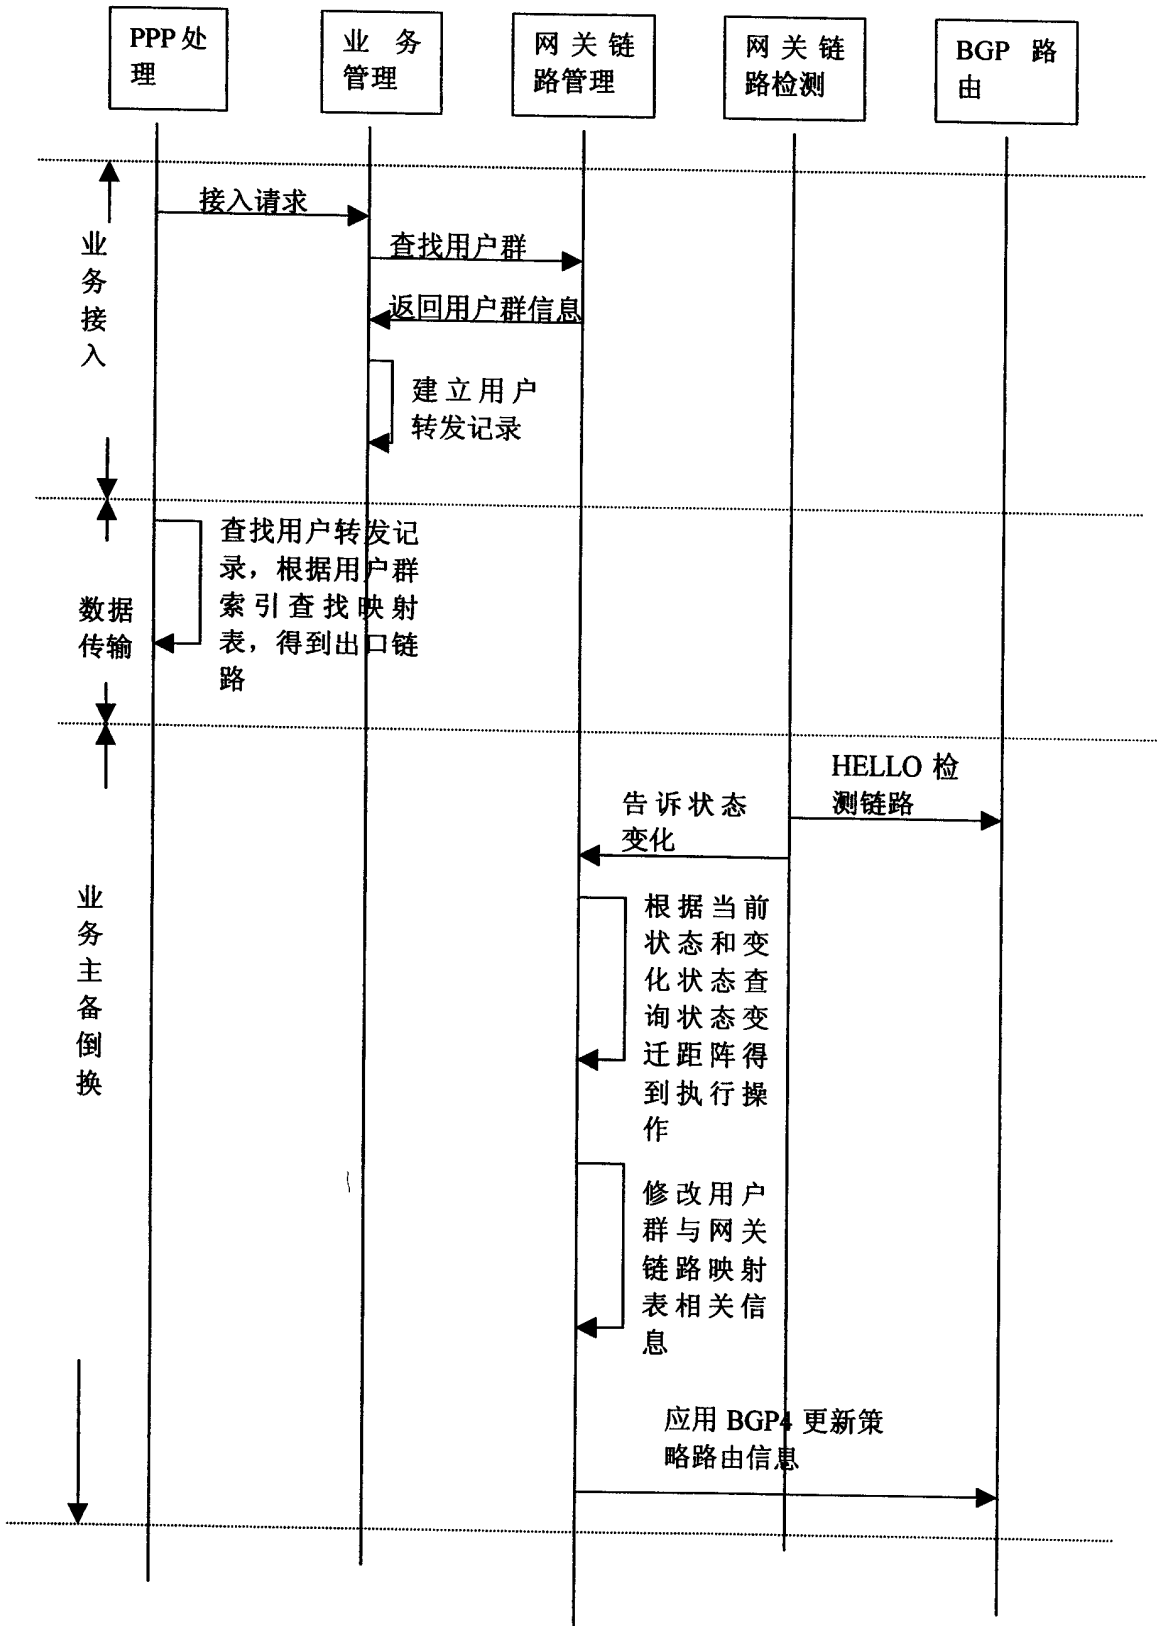 PPP 处
理
业 务
管理
网 关 链
路管理
网 关 链
路检测
BGP 路
由
接入请求
查找用户群
返回用户群信息
建 立 用 户
转发记录
业
务
接
入
查找用户转发记
录，根据用户群
索 引 查 找 映 射
表，得到出口链
路
数据
传输
HELLO 检
测链路
告 诉 状 态
变化
根 据 当 前
状 态 和 变
化 状 态 查
询 状 态 变
迁 距 阵 得
到 执 行 操
作
修 改 用 户
群 与 网 关
链 路 映 射
表 相 关 信
息
业
务
主
备
倒
换
应用 BGP4 更新策
略路由信息